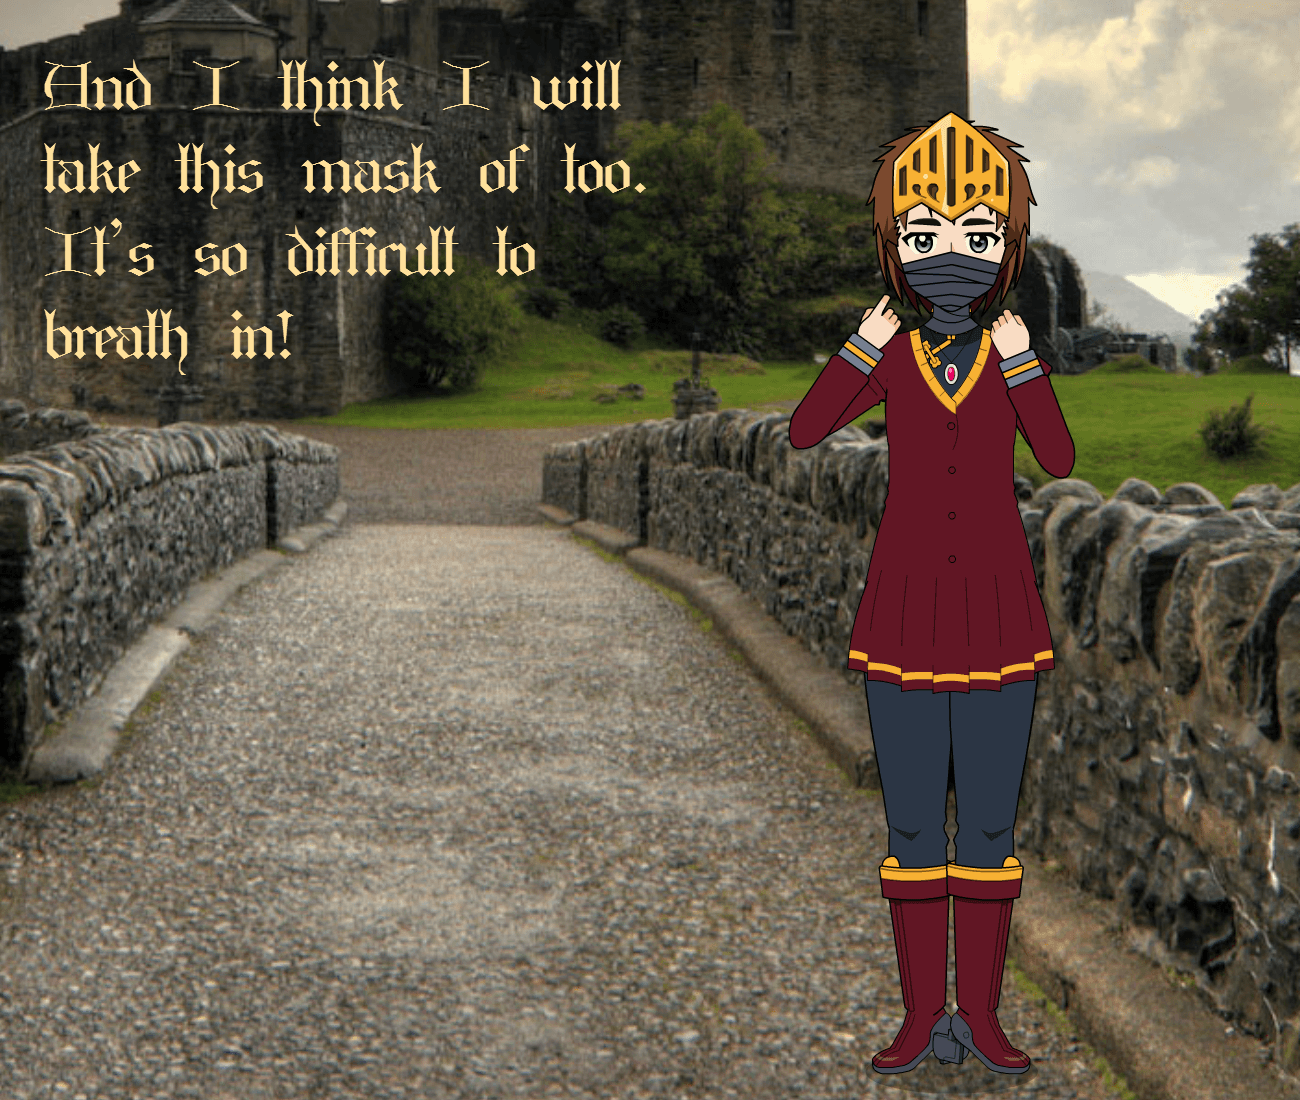 And I think I will
take this mask of too.
It's so difficult to
breath in!